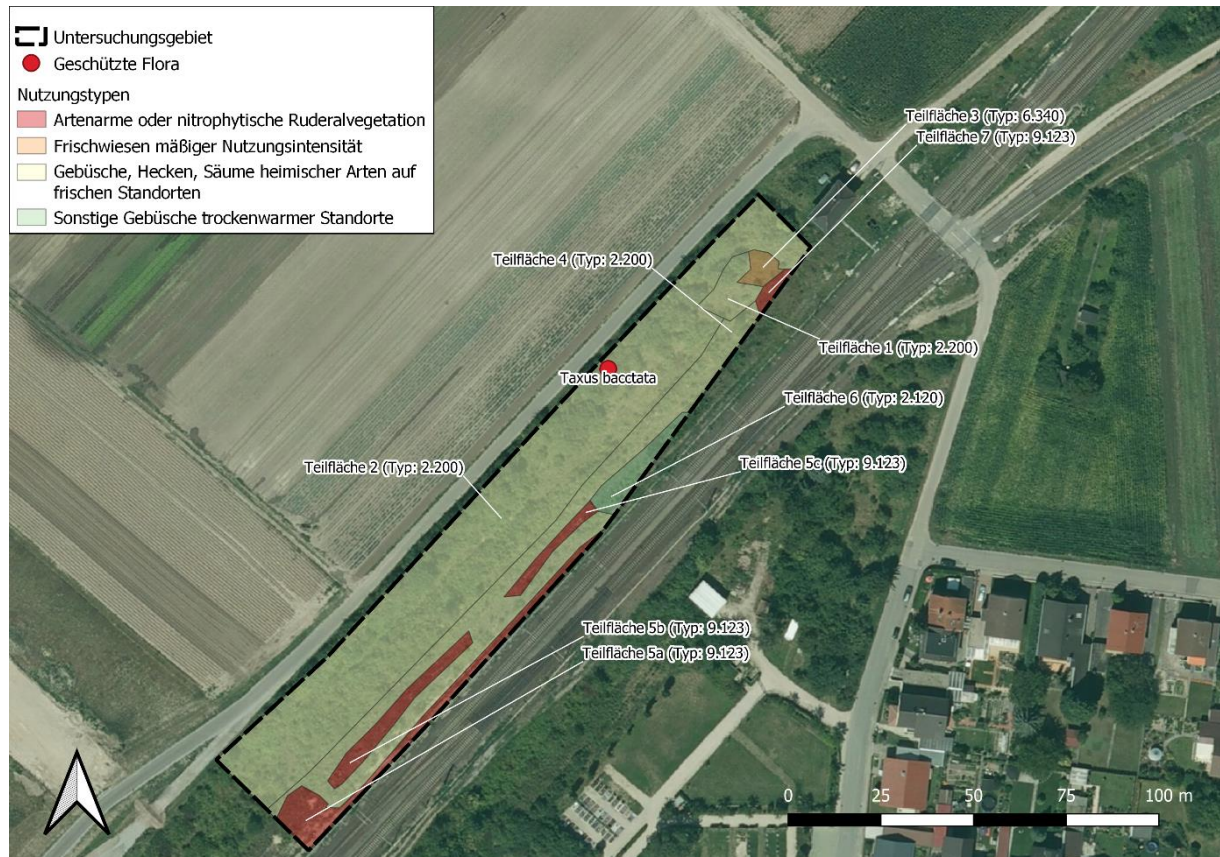 Untersuchungsgebiet
Geschützte Flora
Nutzungstypen
Artenarme oder nitrophytische Ruderalvegetation
Frischwiesen mäßiger Nutzungsintensität
Gebüsche, Hecken, Säume heimischer Arten auf
frischen Standorten
Sonstige Gebüsche trockenwarmer Standorte
Teilfläche 3 (Typ: 6.340)
Teilfläche 7 (Typ: 9.123)
Teilfläche 4 (Typ: 2.200)
Teilfläche 1 (Typ: 2.200)
Taxus bacctata
Teilfläche 6 (Typ: 2.120)
Teilfläche 5c (Typ: 9.123)
Teilfläche 2 (Typ: 2.200)
Teilfläche 5b (Typ: 9.123)
Teilfläche 5a (Typ: 9.123)
0 25 50 75 100 m